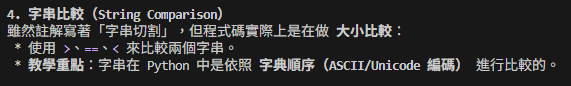 4. 字串比較（String Comparison）
雖然註解寫著「字串切割」，但程式碼實際上是在做 大小比較：
* 使用 >、==、< 來比較兩個字串。
* 教學重點：字串在 Python 中是依照 字典順序（ASCII/Unicode 編碼） 進行比較的。